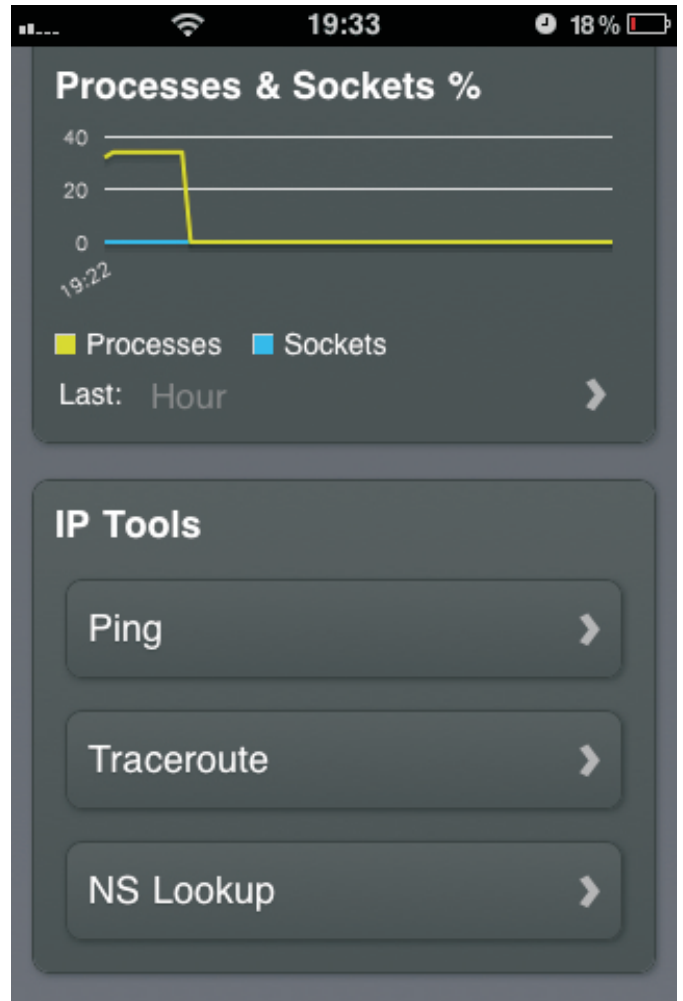 19:33 18%
Processes & Sockets %
40
20
0
19:22
Processes Sockets
Last: Hour
IP Tools
Ping
Traceroute
NS Lookup